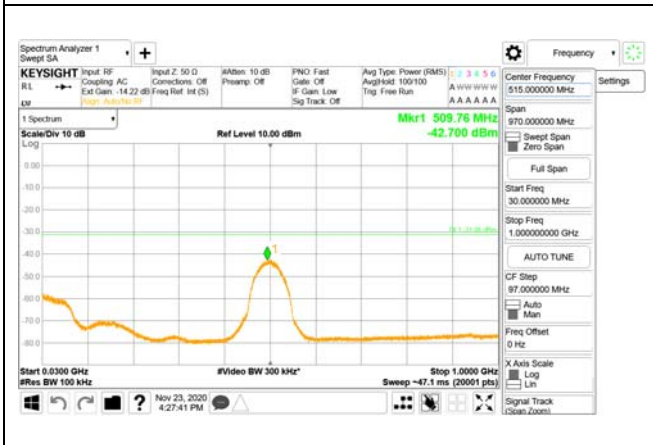 Spectrum Analyzer 1
Swept SA
Frequency
KEYSIGHT
RL
Input: RF
Coupling: AC
Ext Gain: -14.22 dB
Align: Auto/No RF
Input Z: 50 Ω
Corrections: Off
Freq Ref: Int (S)
#Atten: 10 dB
Preamp: Off
PNO: Fast
Gate: Off
IF Gain: Low
Sig Track: Off
Avg Type: Power (RMS)
Avg|Hold: 100/100
Trig: Free Run
1 2 3 4 5 6
A W W W W W
A A A A A A
1 Spectrum
Scale/Div 10 dB
Log
Ref Level 10.00 dBm
Mkr1 509.76 MHz
-42.700 dBm
0.00
-10.0
-20.0
-30.0
-40.0
-50.0
-60.0
-70.0
-80.0
1
Start 0.0300 GHz
#Res BW 100 kHz
#Video BW 300 kHz*
Stop 1.0000 GHz
Sweep ~47.1 ms (20001 pts)
Nov 23, 2020
4:27:41 PM
Center Frequency
515.000000 MHz
Settings
Span
970.000000 MHz
Swept Span
Zero Span
Full Span
Start Freq
30.000000 MHz
Stop Freq
1.000000000 GHz
AUTO TUNE
CF Step
97.000000 MHz
Auto
Man
Freq Offset
0 Hz
X Axis Scale
Log
Lin
Signal Track
(Span Zoom)